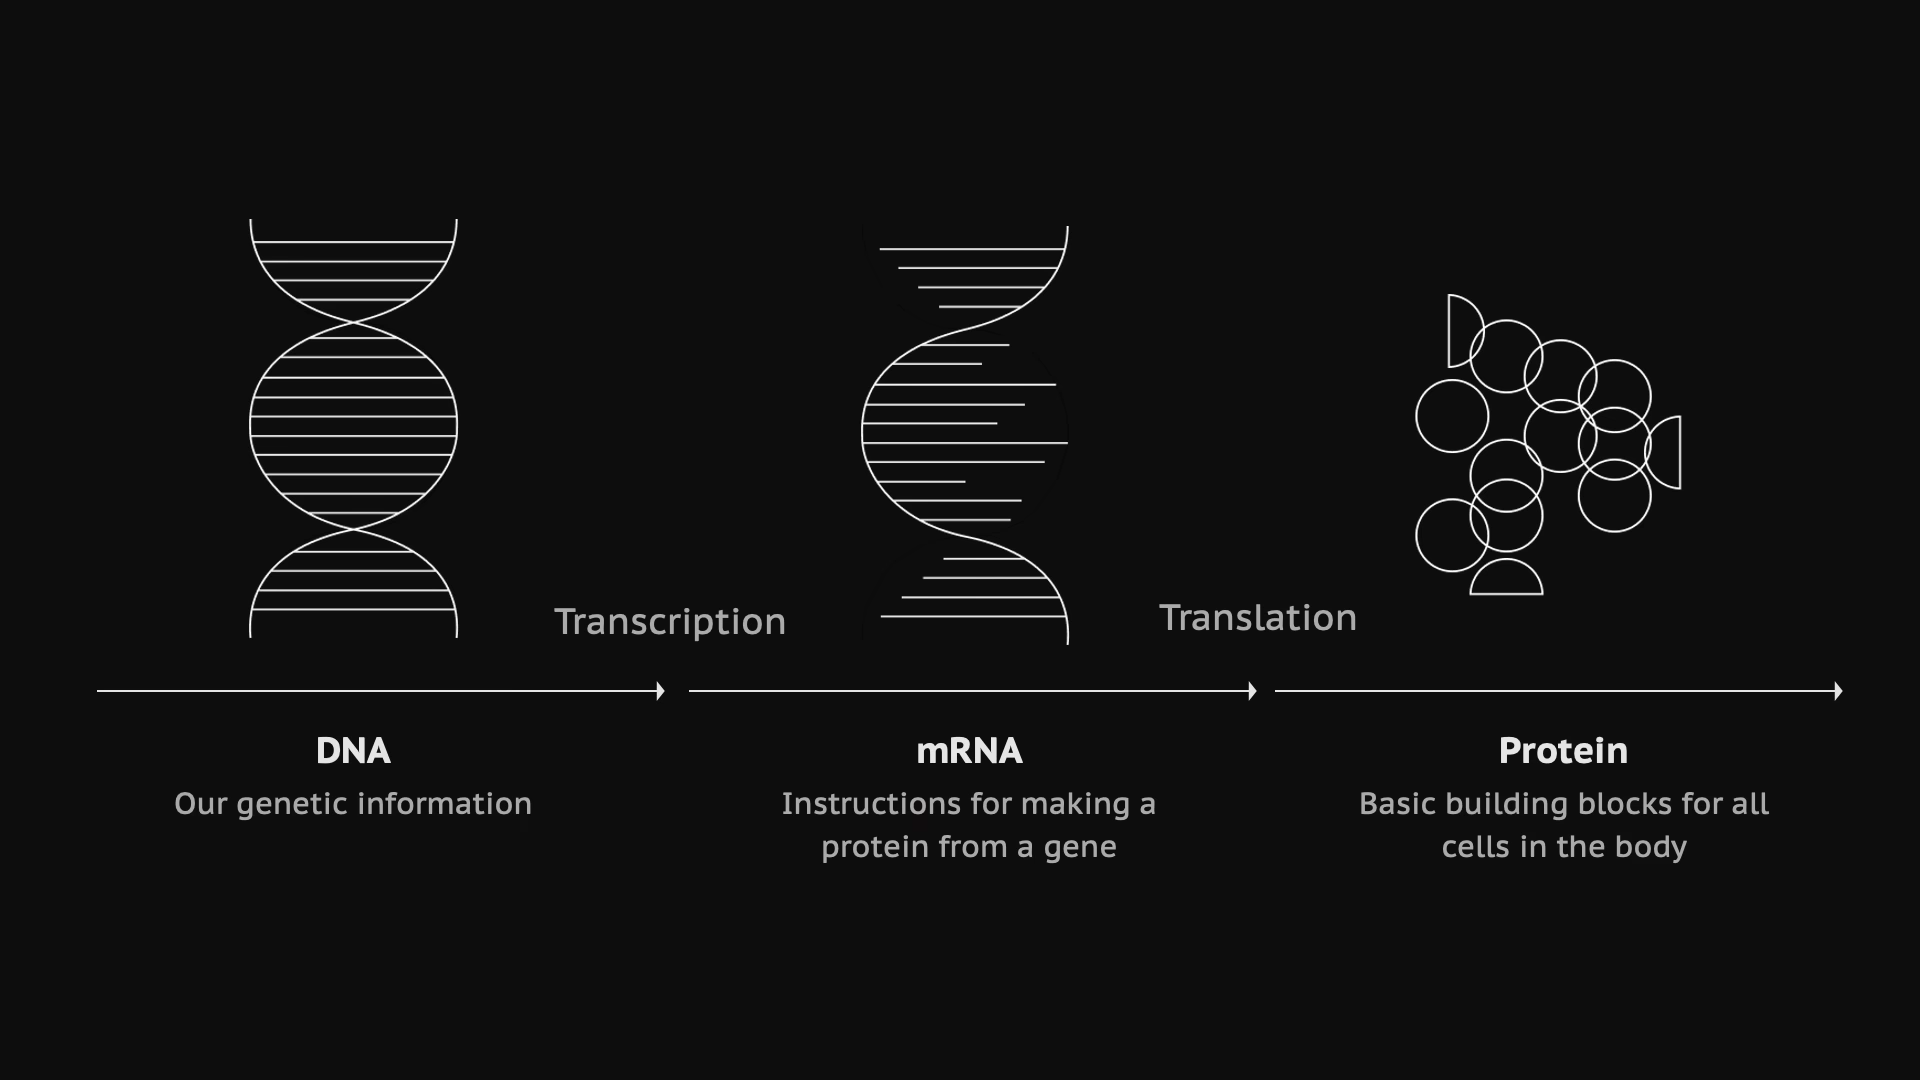 Transcription
Translation
DNA
Our genetic information
mRNA
Instructions for making a
protein from a gene
Protein
Basic building blocks for all
cells in the body